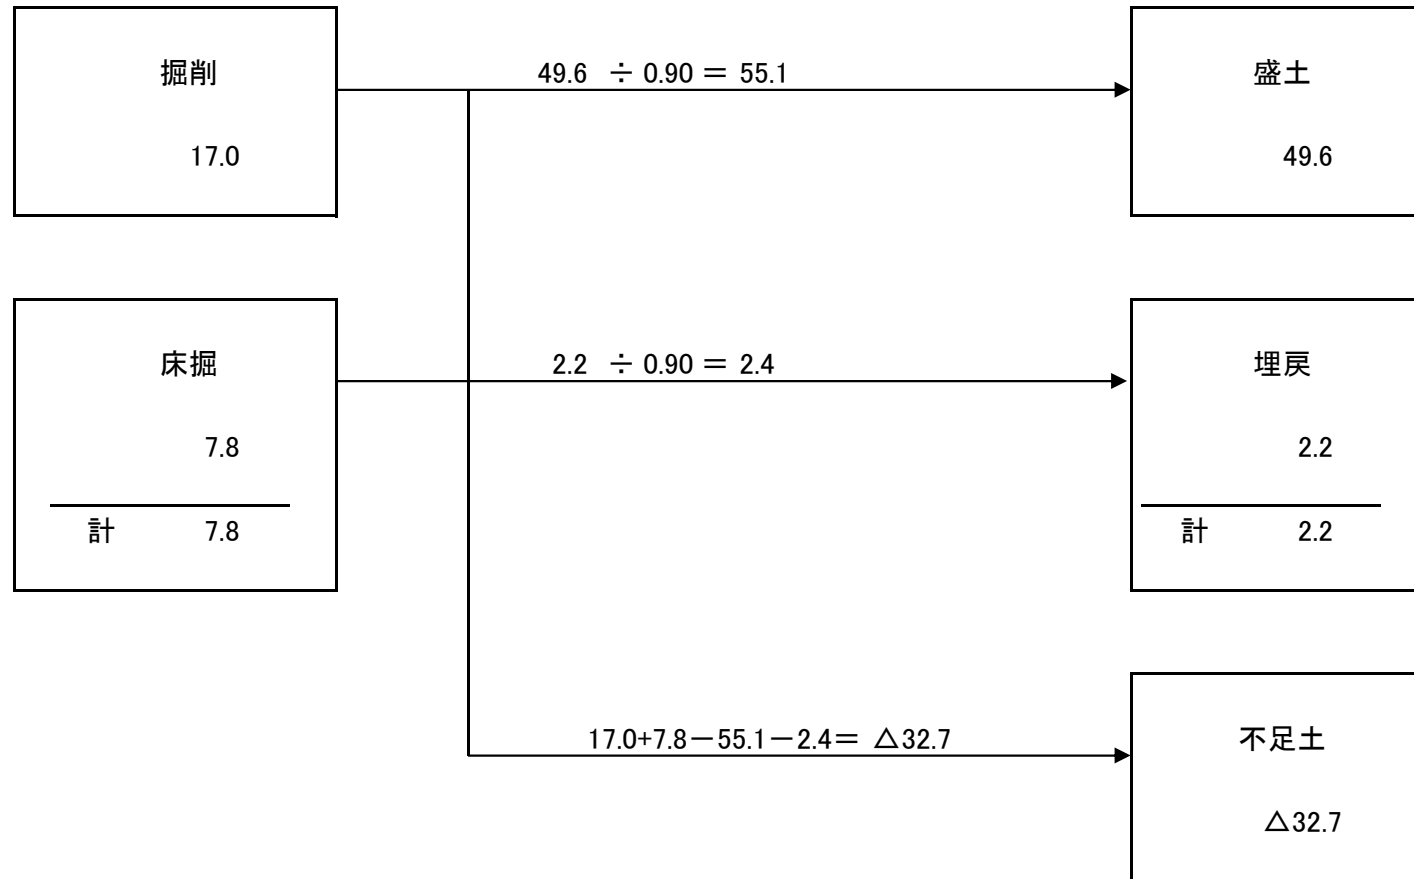 掘削
17.0
49.6 ÷ 0.90 ＝ 55.1
盛土
49.6
床掘
7.8
計 7.8
2.2 ÷ 0.90 ＝ 2.4
埋戻
2.2
計 2.2
17.0+7.8－55.1－2.4＝ △32.7
不足土
△32.7